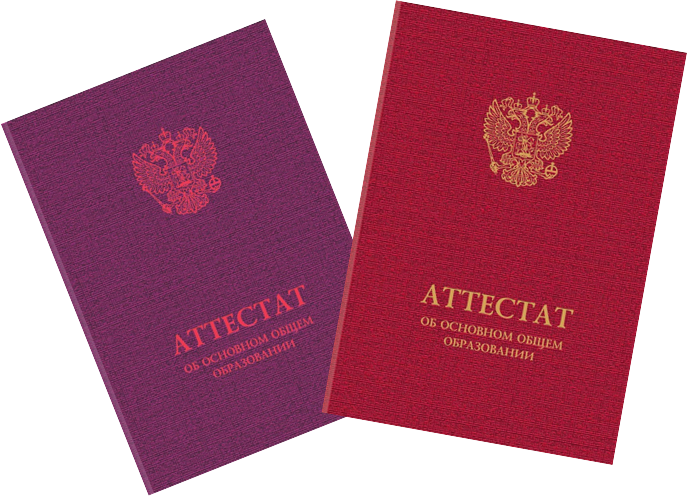 АТТЕСТАТ
ОБ ОСНОВНОМ ОБЩЕМ
ОБРАЗОВАНИИ
АТТЕСТАТ
ОБ ОСНОВНОМ ОБЩЕМ
ОБРАЗОВАНИИ